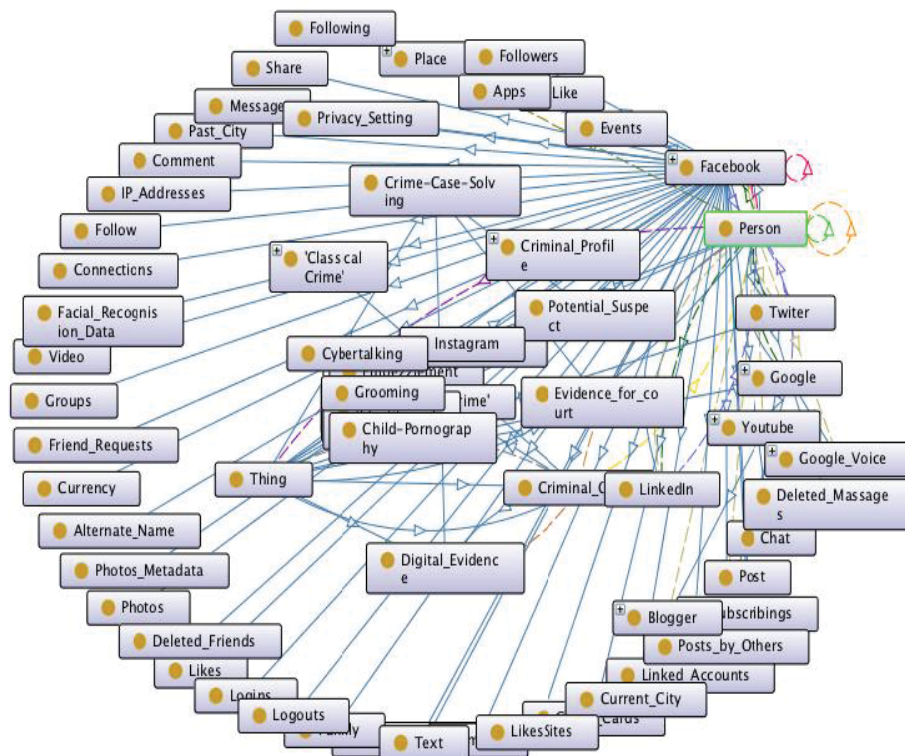 Following
Place
Followers
Share
Apps
Like
Message
Privacy_Setting
Events
Past_City
Comment
Facebook
Crime-Case-Solv
ing
IP_Addresses
Follow
Person
Criminal_Profil
e
'Classical
Crime'
Connections
Facial_Recognis
ion_Data
Potential_Suspe
ct
Twiter
Video
Cybertalking
Instagram
Google
Grooming
Evidence_for_co
urt
Groups
Child-Pornograp
hy
Youtube
Friend_Requests
Google_Voice
Thing
Currency
LinkedIn
Deleted_Massage
s
Alternate_Name
Chat
Digital_Evidenc
e
Photos_Metadata
Post
Photos
Blogger
Deleted_Friends
Posts_by_Others
Likes
Linked_Accounts
Logins
Current_City
Logouts
LikesSites
Text